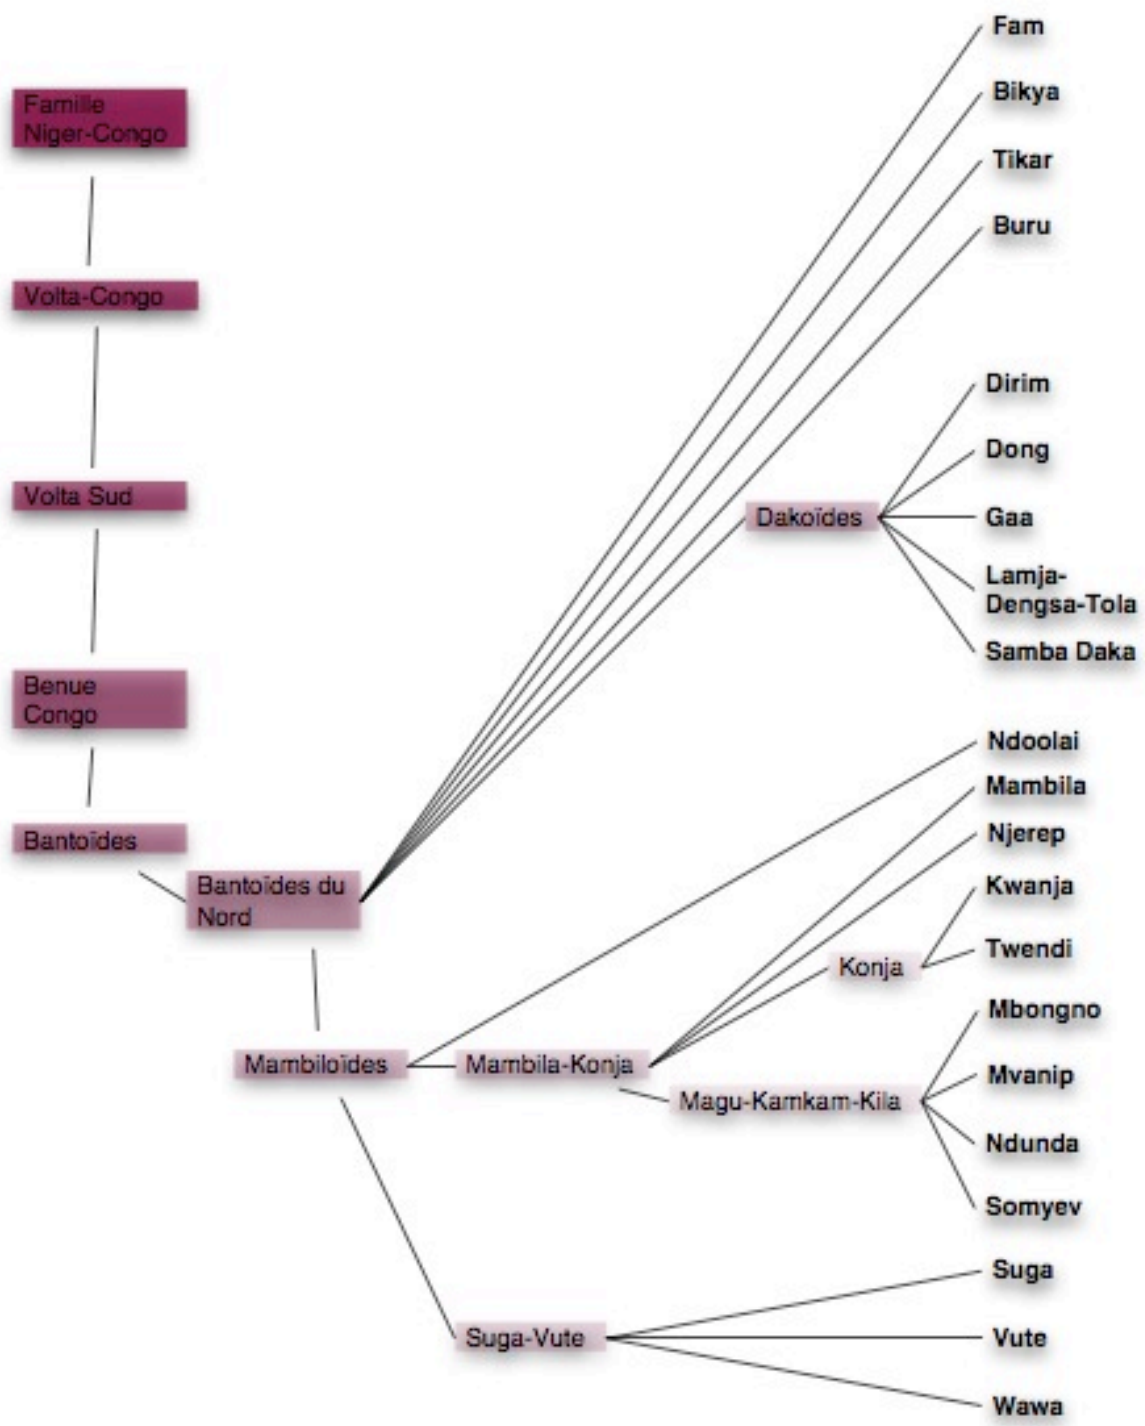 Famille
Niger-Congo
Volta-Congo
Volta Sud
Benue
Congo
Bantoïdes
Bantoïdes du
Nord
Mambiloïdes
Mambila-Konja
Konja
Magu-Kamkam-Kila
Suga-Vute
Dakoïdes
Fam
Bikya
Tikar
Buru
Dirim
Dong
Gaa
Lamja-
Dengsa-Tola
Samba Daka
Ndoolai
Mambila
Njerep
Kwanja
Twendi
Mbongno
Mvanip
Ndunda
Somyev
Suga
Vute
Wawa